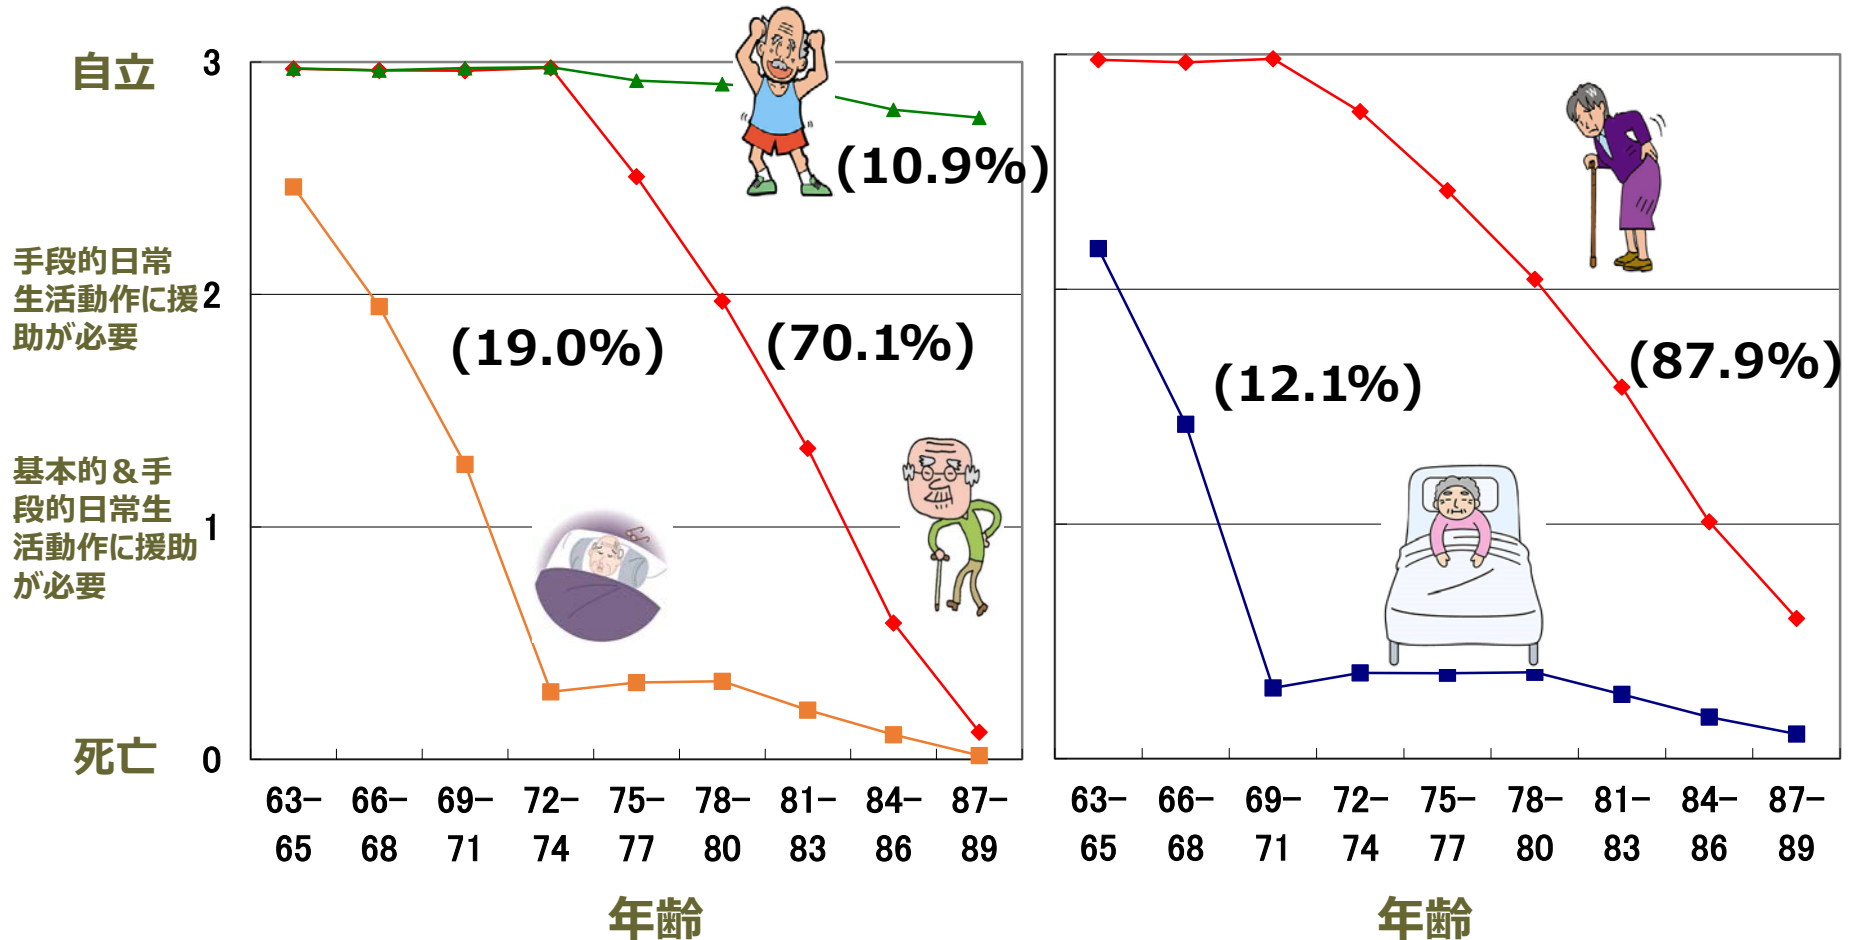 自立
3
手段的日常
生活動作に援
助が必要
2
基本的＆手
段的日常生
活動作に援助
が必要
1
死亡
0
(10.9%)
(19.0%)
(70.1%)
63− 66− 69− 72− 75− 78− 81− 84− 87−
65 68 71 74 77 80 83 86 89
年齢
(12.1%)
(87.9%)
63− 66− 69− 72− 75− 78− 81− 84− 87−
65 68 71 74 77 80 83 86 89
年齢